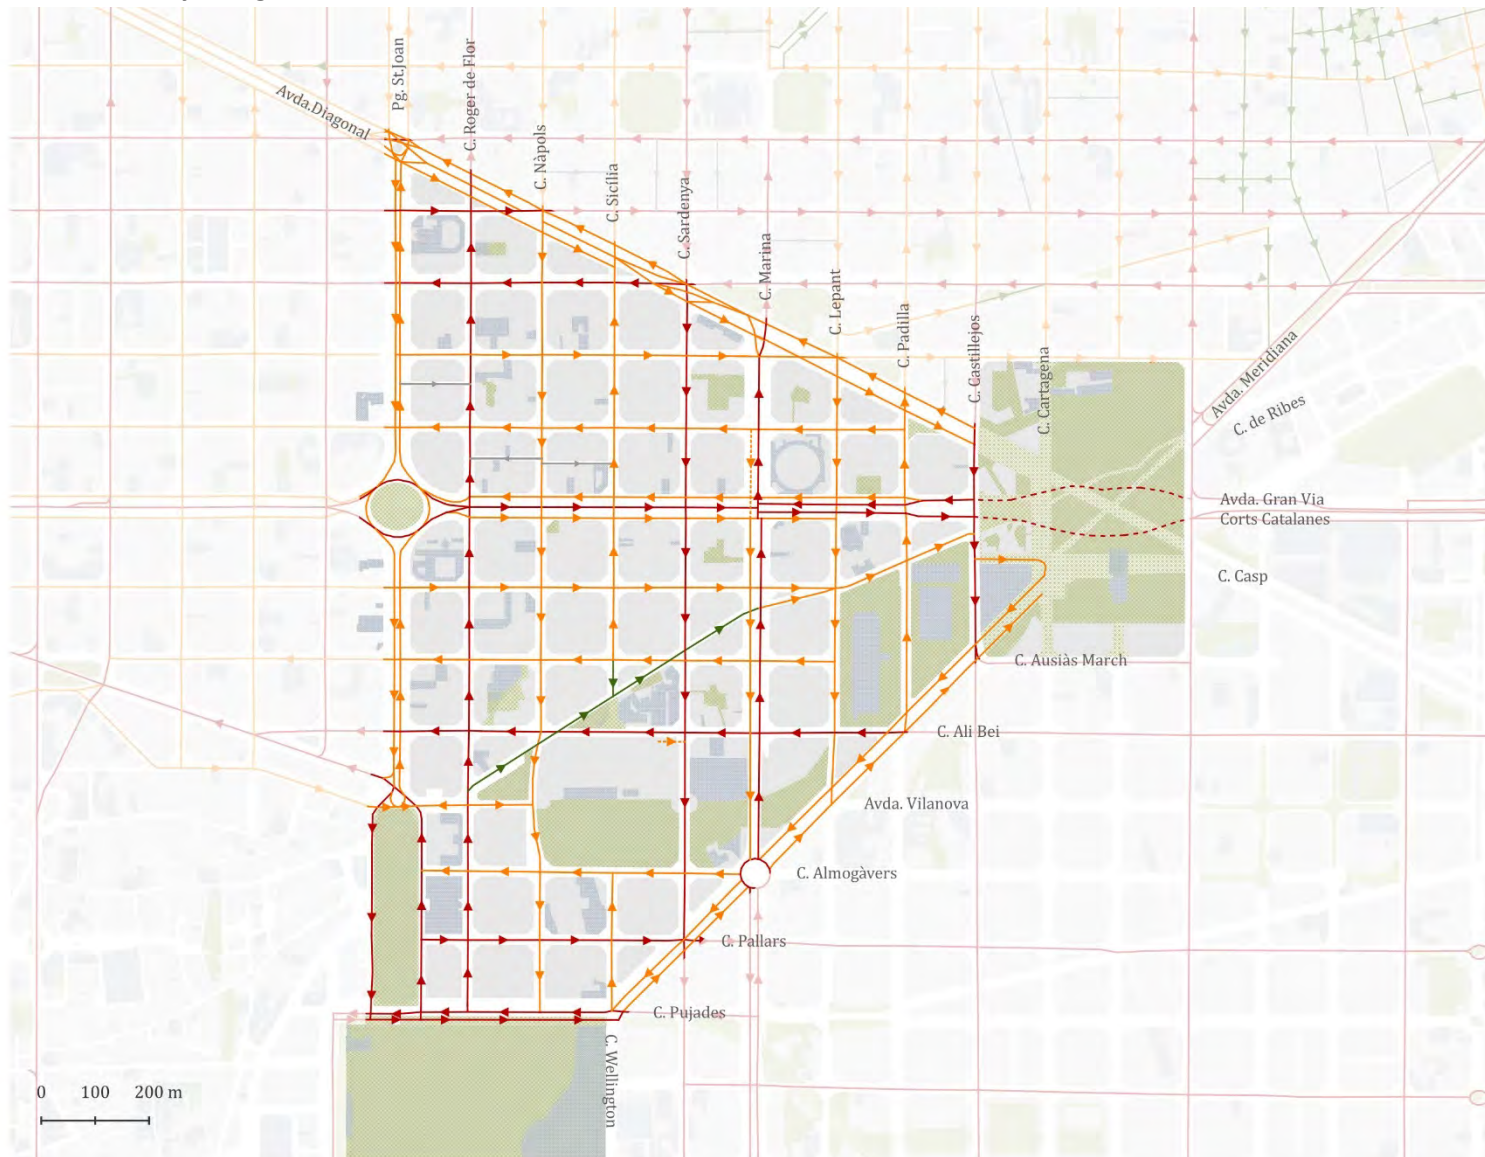 Pg. St.Joan
C. Roger de Flor
Avda.Diagonal
C. Nàpols
C. Sicília
C. Sardenya
C. Marina
C. Lepant
C. Padilla
C. Castillejos
C. Cartagena
Avda. Meridiana
C. de Ribes
Avda. Gran Via
Corts Catalanes
C. Casp
C. Ausiàs March
C. Ali Bei
Avda. Vilanova
C. Almogàvers
C. Pallars
C. Pujades
C. Wellington
0 100 200 m